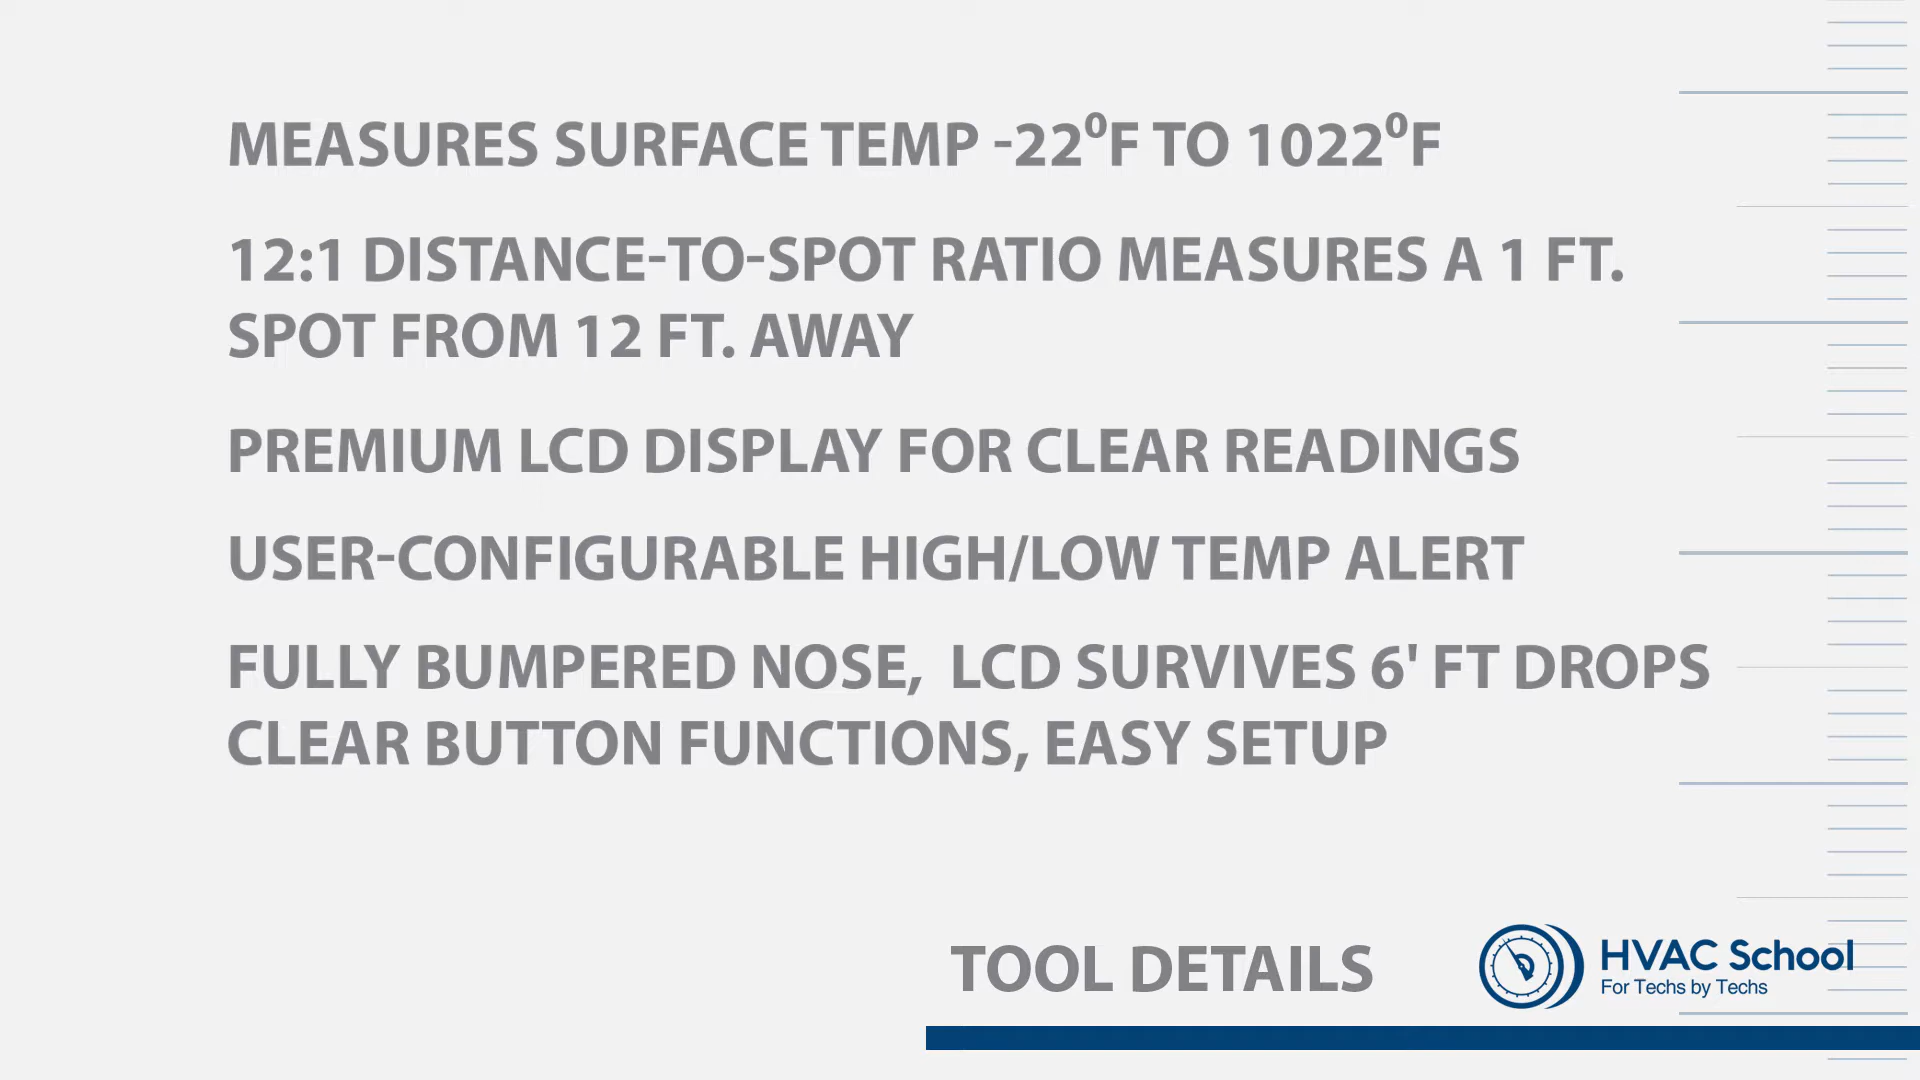 MEASURES SURFACE TEMP -22⁰F TO 1022⁰F
12:1 DISTANCE-TO-SPOT RATIO MEASURES A 1 FT.
SPOT FROM 12 FT. AWAY
PREMIUM LCD DISPLAY FOR CLEAR READINGS
USER-CONFIGURABLE HIGH/LOW TEMP ALERT
FULLY BUMPERED NOSE, LCD SURVIVES 6' FT DROPS
CLEAR BUTTON FUNCTIONS, EASY SETUP
TOOL DETAILS
HVAC School
For Techs by Techs